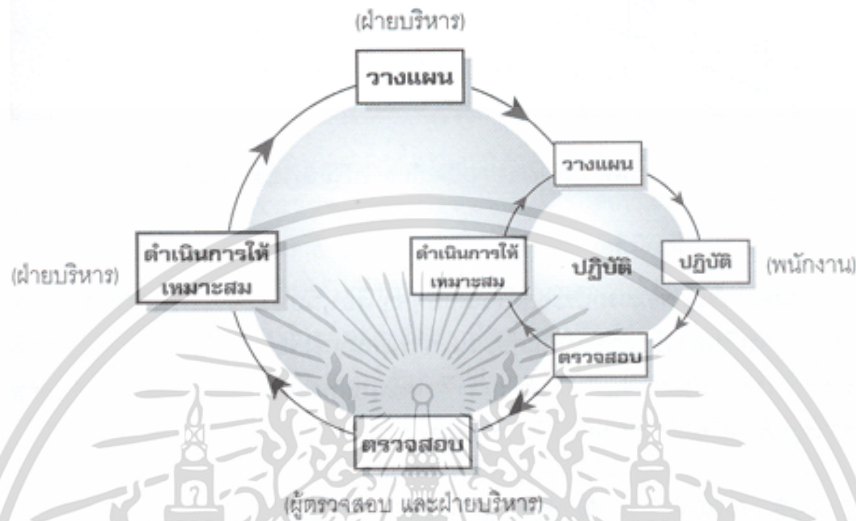 (ฝ่ายบริหาร)
วางแผน
วางแผน
(ฝ่ายบริหาร)
ดำเนินการให้
เหมาะสม
ดำเนินการให้
เหมาะสม
ปฏิบัติ
ปฏิบัติ
(พนักงาน)
ตรวจสอบ
ตรวจสอบ
(ผู้ตรวจสอบ และฝ่ายบริหาร)